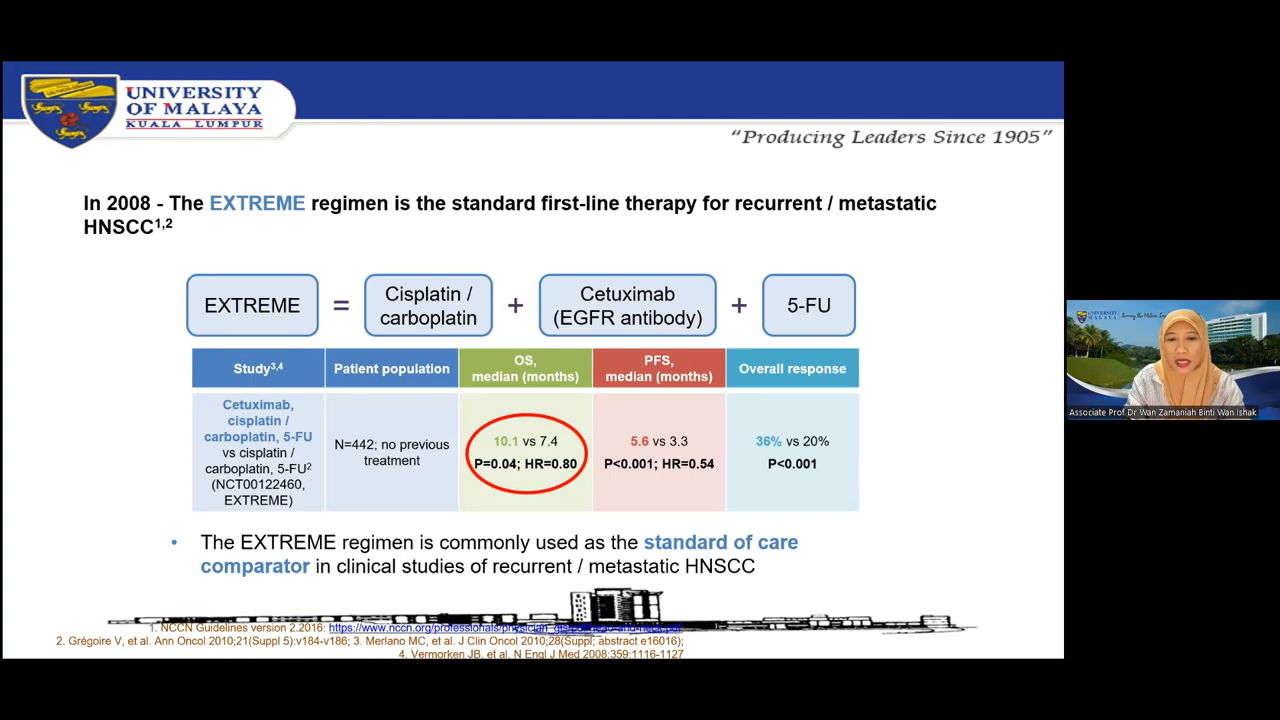 UNIVERSITY
OF MALAYA
KUALA LUMPUR
“Producing Leaders Since 1905”
In 2008 - The EXTREME regimen is the standard first-line therapy for recurrent / metastatic
HNSCC1,2
EXTREME = Cisplatin / carboplatin + Cetuximab (EGFR antibody) + 5-FU
Study3,4
Patient population
OS,
median (months)
PFS,
median (months)
Overall response
Cetuximab,
cisplatin /
carboplatin, 5-FU
vs cisplatin /
carboplatin, 5-FU2
(NCT00122460,
EXTREME)
N=442; no previous
treatment
10.1 vs 7.4
P=0.04; HR=0.80
5.6 vs 3.3
P<0.001; HR=0.54
36% vs 20%
P<0.001
• The EXTREME regimen is commonly used as the standard of care
comparator in clinical studies of recurrent / metastatic HNSCC
1. NCCN Guidelines version 2.2016: https://www.nccn.org/professionals/
2. Grégoire V, et al. Ann Oncol 2010;21(Suppl 5):v184-v186; 3. Merlano MC, et al. J Clin Oncol 2010;28(Suppl; abstract e16016);
4. Vermorken JB, et al. N Engl J Med 2008;359:1116-1127
UNIVERSITI
MALAYA
Associate Prof Dr Wan Zamaniah Binti Wan Ishak